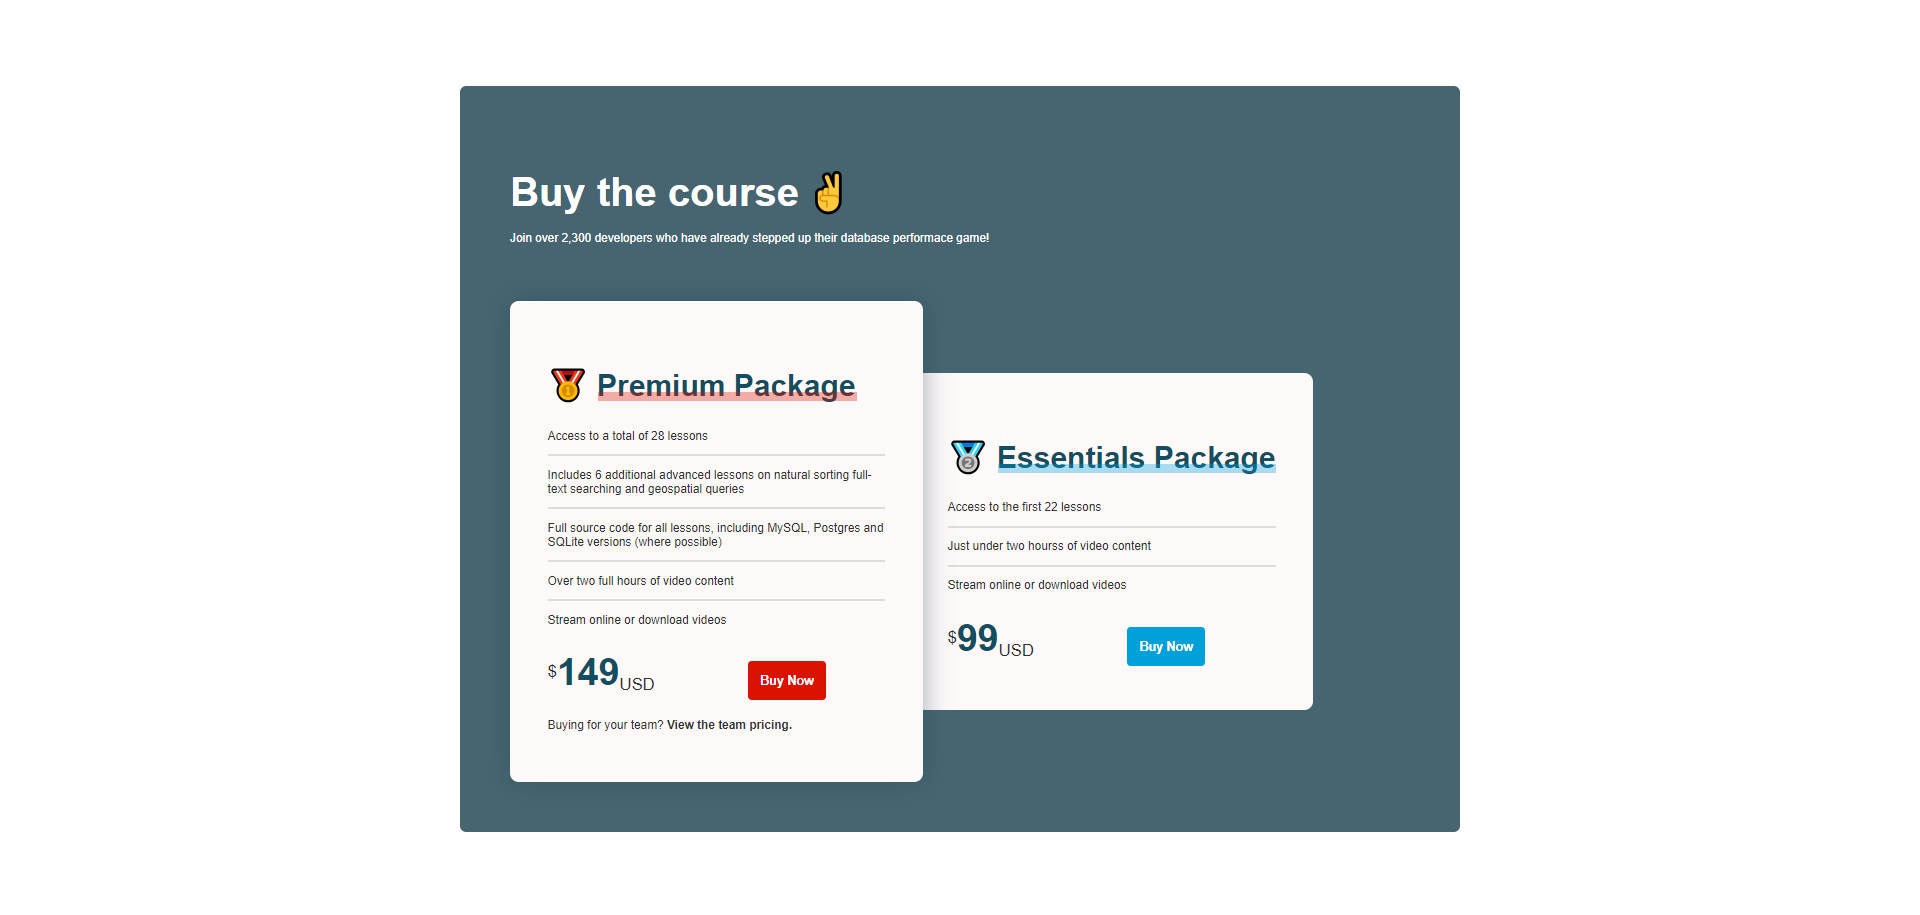 Buy the course ✌
Join over 2,300 developers who have already stepped up their database performace game!
Premium Package
Access to a total of 28 lessons
Includes 6 additional advanced lessons on natural sorting full-
text searching and geospatial queries
Full source code for all lessons, including MySQL, Postgres and
SQLite versions (where possible)
Over two full hours of video content
Stream online or download videos
$149USD
Buy Now
Buying for your team? View the team pricing.
Essentials Package
Access to the first 22 lessons
Just under two hourss of video content
Stream online or download videos
$99USD
Buy Now